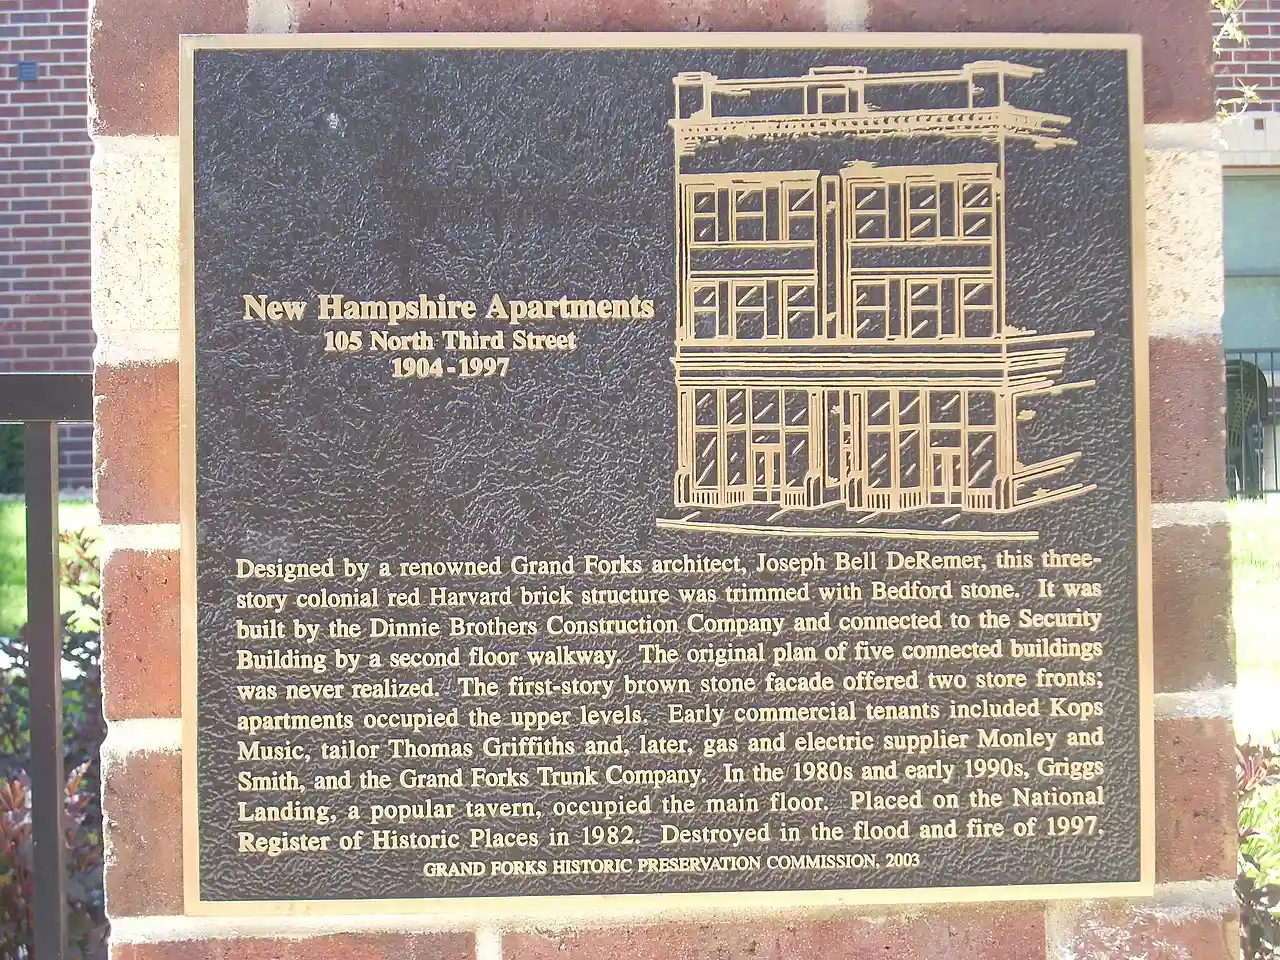 New Hampshire Apartments
105 North Third Street
1904-1997
Designed by a renowned Grand Forks architect, Joseph Bell DeRemer, this three-
story colonial red Harvard brick structure was trimmed with Bedford stone. It was
built by the Dinnie Brothers Construction Company and connected to the Security
Building by a second floor walkway. The original plan of five connected buildings
was never realized. The first-story brown stone facade offered two store fronts;
apartments occupied the upper levels. Early commercial tenants included Kops
Music, tailor Thomas Griffiths and, later, gas and electric supplier Monley and
Smith, and the Grand Forks Trunk Company. In the 1980s and early 1990s, Griggs
Landing, a popular tavern, occupied the main floor. Placed on the National
Register of Historic Places in 1982. Destroyed in the flood and fire of 1997.
GRAND FORKS HISTORIC PRESERVATION COMMISSION, 2003